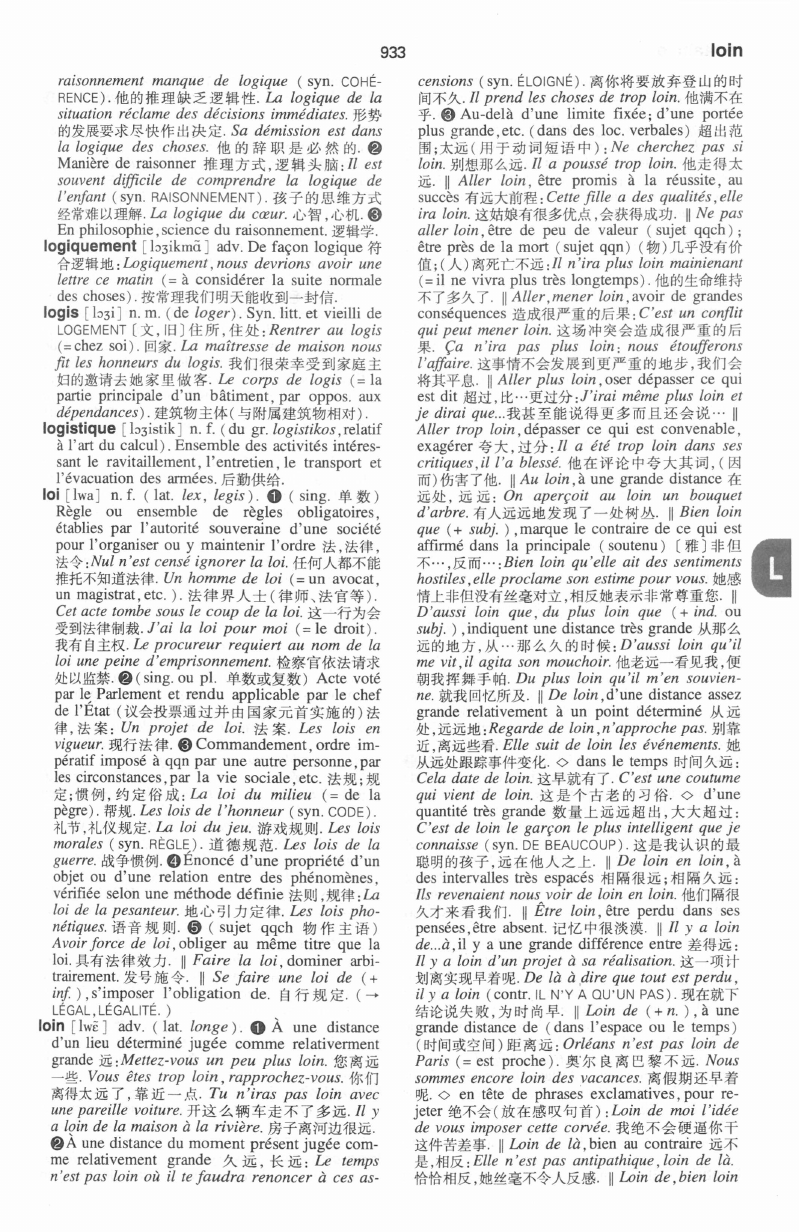 933
loin
raisonnement manque de logique ( syn. COHÉ-
RENCE). 他的推理缺乏逻辑性. La logique de la
situation réclame des décisions immédiates. 形势
的发展要求尽快作出决定. Sa démission est dans
la logique des choses. 他的辞职是必然的. ❷
Manière de raisonner 推理方式,逻辑头脑:Il est
souvent difficile de comprendre la logique de
l'enfant ( syn. RAISONNEMENT). 孩子的思维方式
经常难以理解. La logique du cœur. 心智,心机. ❸
En philosophie, science du raisonnement. 逻辑学.
logiquement [lɔʒikmɑ̃] adv. De façon logique 符
合逻辑地:Logiquement, nous devrions avoir une
lettre ce matin (= à considérer la suite normale
des choses). 按常理我们明天能收到一封信.
logis [lɔʒi] n. m. (de loger). Syn. litt. et vieilli de
LOGEMENT [文,旧]住所,住处:Rentrer au logis
(= chez soi). 回家. La maîtresse de maison nous
fit les honneurs du logis. 我们很荣幸受到家庭主
妇的邀请去她家里做客. Le corps de logis (= la
partie principale d'un bâtiment, par oppos. aux
dépendances). 建筑物主体(与附属建筑物相对).
logistique [lɔʒistik] n. f. (du gr. logistikos, relatif
à l'art du calcul). Ensemble des activités intéres-
sant le ravitaillement, l'entretien, le transport et
l'évacuation des armées. 后勤供给.
loi [lwa] n. f. ( lat. lex, legis). ❶ ( sing. 单数)
Règle ou ensemble de règles obligatoires,
établies par l'autorité souveraine d'une société
pour l'organiser ou y maintenir l'ordre 法,法律,
法令:Nul n'est censé ignorer la loi. 任何人都不能
推托不知道法律. Un homme de loi (= un avocat,
un magistrat, etc. ). 法律界人士(律师、法官等).
Cet acte tombe sous le coup de la loi. 这一行为会
受到法律制裁. J'ai la loi pour moi (= le droit).
我有自主权. Le procureur requiert au nom de la
loi une peine d'emprisonnement. 检察官依法请求
处以监禁. ❷(sing. ou pl. 单数或复数) Acte voté
par le Parlement et rendu applicable par le chef
de l'État (议会投票通过并由国家元首实施的)法
律,法案: Un projet de loi. 法案. Les lois en
vigueur. 现行法律. ❸ Commandement, ordre im-
pératif imposé à qqn par une autre personne, par
les circonstances, par la vie sociale, etc. 法规;规
定;惯例,约定俗成: La loi du milieu (= de la
pègre). 帮规. Les lois de l'honneur (syn. CODE).
礼节,礼仪规定. La loi du jeu. 游戏规则. Les lois
morales ( syn. RÈGLE). 道德规范. Les lois de la
guerre. 战争惯例. ❹Énoncé d'une propriété d'un
objet ou d'une relation entre des phénomènes,
vérifiée selon une méthode définie 法则,规律:La
loi de la pesanteur. 地心引力定律. Les lois pho-
nétiques. 语音规则. ❺ ( sujet qqch 物作主语)
Avoir force de loi, obliger au même titre que la
loi. 具有法律效力. ‖ Faire la loi, dominer arbi-
trairement. 发号施令. ‖ Se faire une loi de (+
inf. ), s'imposer l'obligation de. 自行规定. (→
LÉGAL, LÉGALITÉ. )
loin [lwɛ̃] adv. (lat. longe). ❶ À une distance
d'un lieu déterminé jugée comme relativerment
grande 远:Mettez-vous un peu plus loin. 您离远
一些. Vous êtes trop loin, rapprochez-vous. 你们
离得太远了,靠近一点. Tu n'iras pas loin avec
une pareille voiture. 开这么辆车走不了多远. Il y
a loin de la maison à la rivière. 房子离河边很远.
❷À une distance du moment présent jugée com-
me relativement grande 久远,长远: Le temps
n'est pas loin où il te faudra renoncer à ces as-
censions (syn. ÉLOIGNÉ). 离你将要放弃登山的时
间不久. Il prend les choses de trop loin. 他满不在
乎. ❸ Au-delà d'une limite fixée; d'une portée
plus grande, etc. (dans des loc. verbales) 超出范
围;太远(用于动词短语中):Ne cherchez pas si
loin. 别想那么远. Il a poussé trop loin. 他走得太
远. ‖ Aller loin, être promis à la réussite, au
succès 有远大前程:Cette fille a des qualités, elle
ira loin. 这姑娘有很多优点,会获得成功. ‖ Ne pas
aller loin, être de peu de valeur ( sujet qqch );
être près de la mort (sujet qqn) (物)几乎没有价
值;(人)离死亡不远:Il n'ira plus loin mainienant
(= il ne vivra plus très longtemps). 他的生命维持
不了多久了. ‖ Aller, mener loin, avoir de grandes
conséquences 造成很严重的后果:C'est un conflit
qui peut mener loin. 这场冲突会造成很严重的后
果. Ça n'ira pas plus loin: nous étoufferons
l'affaire. 这事情不会发展到更严重的地步,我们会
将其平息. ‖ Aller plus loin, oser dépasser ce qui
est dit 超过,比…更过分:J'irai même plus loin et
je dirai que...我甚至能说得更多而且还会说… ‖
Aller trop loin, dépasser ce qui est convenable,
exagérer 夸大,过分:Il a été trop loin dans ses
critiques, il l'a blessé. 他在评论中夸大其词,(因
而)伤害了他. ‖ Au loin, à une grande distance 在
远处,远远: On aperçoit au loin un bouquet
d'arbre. 有人远远地发现了一处树丛. ‖ Bien loin
que (+ subj. ), marque le contraire de ce qui est
affirmé dans la principale (soutenu) [雅]非但
不…,反而…:Bien loin qu'elle ait des sentiments
hostiles, elle proclame son estime pour vous. 她感
情上非但没有丝毫对立,相反她表示非常尊重您. ‖
D'aussi loin que, du plus loin que (+ ind. ou
subj. ), indiquent une distance très grande 从那么
远的地方,从…那么久的时候:D'aussi loin qu'il
me vit, il agita son mouchoir. 他老远一看见我,便
朝我挥舞手帕. Du plus loin qu'il m'en souvien-
ne. 就我回忆所及. ‖ De loin, d'une distance assez
grande relativement à un point déterminé 从远
处,远远地:Regarde de loin, n'approche pas. 别靠
近,离远些看. Elle suit de loin les événements. 她
从远处跟踪事件变化. ◇ dans le temps 时间久远:
Cela date de loin. 这早就有了. C'est une coutume
qui vient de loin. 这是个古老的习俗. ◇ d'une
quantité très grande 数量上远远超出,大大超过:
C'est de loin le garçon le plus intelligent que je
connaisse (syn. DE BEAUCOUP). 这是我认识的最
聪明的孩子,远在他人之上. ‖ De loin en loin, à
des intervalles très espacés 相隔很远;相隔久远:
Ils revenaient nous voir de loin en loin. 他们隔很
久才来看我们. ‖ Être loin, être perdu dans ses
pensées, être absent. 记忆中很淡漠. ‖ Il y a loin
de...à, il y a une grande différence entre 差得远:
Il y a loin d'un projet à sa réalisation. 这一项计
划离实现早着呢. De là à dire que tout est perdu,
il y a loin (contr. IL N'Y A QU'UN PAS). 现在就下
结论说失败,为时尚早. ‖ Loin de (+ n. ), à une
grande distance de (dans l'espace ou le temps)
(时间或空间)距离远:Orléans n'est pas loin de
Paris (= est proche). 奥尔良离巴黎不远. Nous
sommes encore loin des vacances. 离假期还早着
呢. ◇ en tête de phrases exclamatives, pour re-
jeter 绝不会(放在感叹句首):Loin de moi l'idée
de vous imposer cette corvée. 我绝不会硬逼你干
这件苦差事. ‖ Loin de là, bien au contraire 远不
是,相反:Elle n'est pas antipathique, loin de là.
恰恰相反,她丝毫不令人反感. ‖ Loin de, bien loin
L